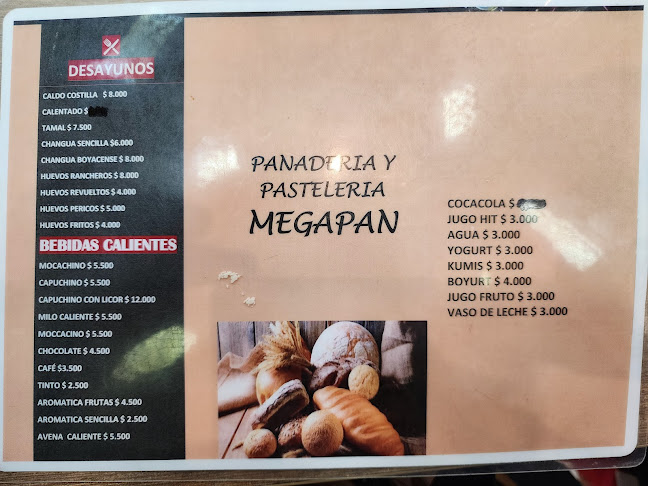 DESAYUNOS
CALDO COSTILLA $ 8.000
CALENTADO $
TAMAL $ 7.500
CHANGUA SENCILLA $6.000
CHANGUA BOYACENSE $ 8.000
HUEVOS RANCHEROS $ 8.000
HUEVOS REVUELTOS $ 4.000
HUEVOS PERICOS $ 5.000
HUEVOS FRITOS $ 4.000
BEBIDAS CALIENTES
MOCACHINO $ 5.500
CAPUCHINO $ 5.500
CAPUCHINO CON LICOR $ 12.000
MILO CALIENTE $ 5.500
MOCCACINO $ 5.500
CHOCOLATE $ 4.500
CAFÉ $3.500
TINTO $ 2.500
AROMATICA FRUTAS $ 4.500
AROMATICA SENCILLA $ 2.500
AVENA CALIENTE $ 5.500
PANADERIA Y
PASTELERIA
MEGAPAN
COCACOLA $
JUGO HIT $ 3.000
AGUA $ 3.000
YOGURT $ 3.000
KUMIS $ 3.000
BOYURT $ 4.000
JUGO FRUTO $ 3.000
VASO DE LECHE $ 3.000